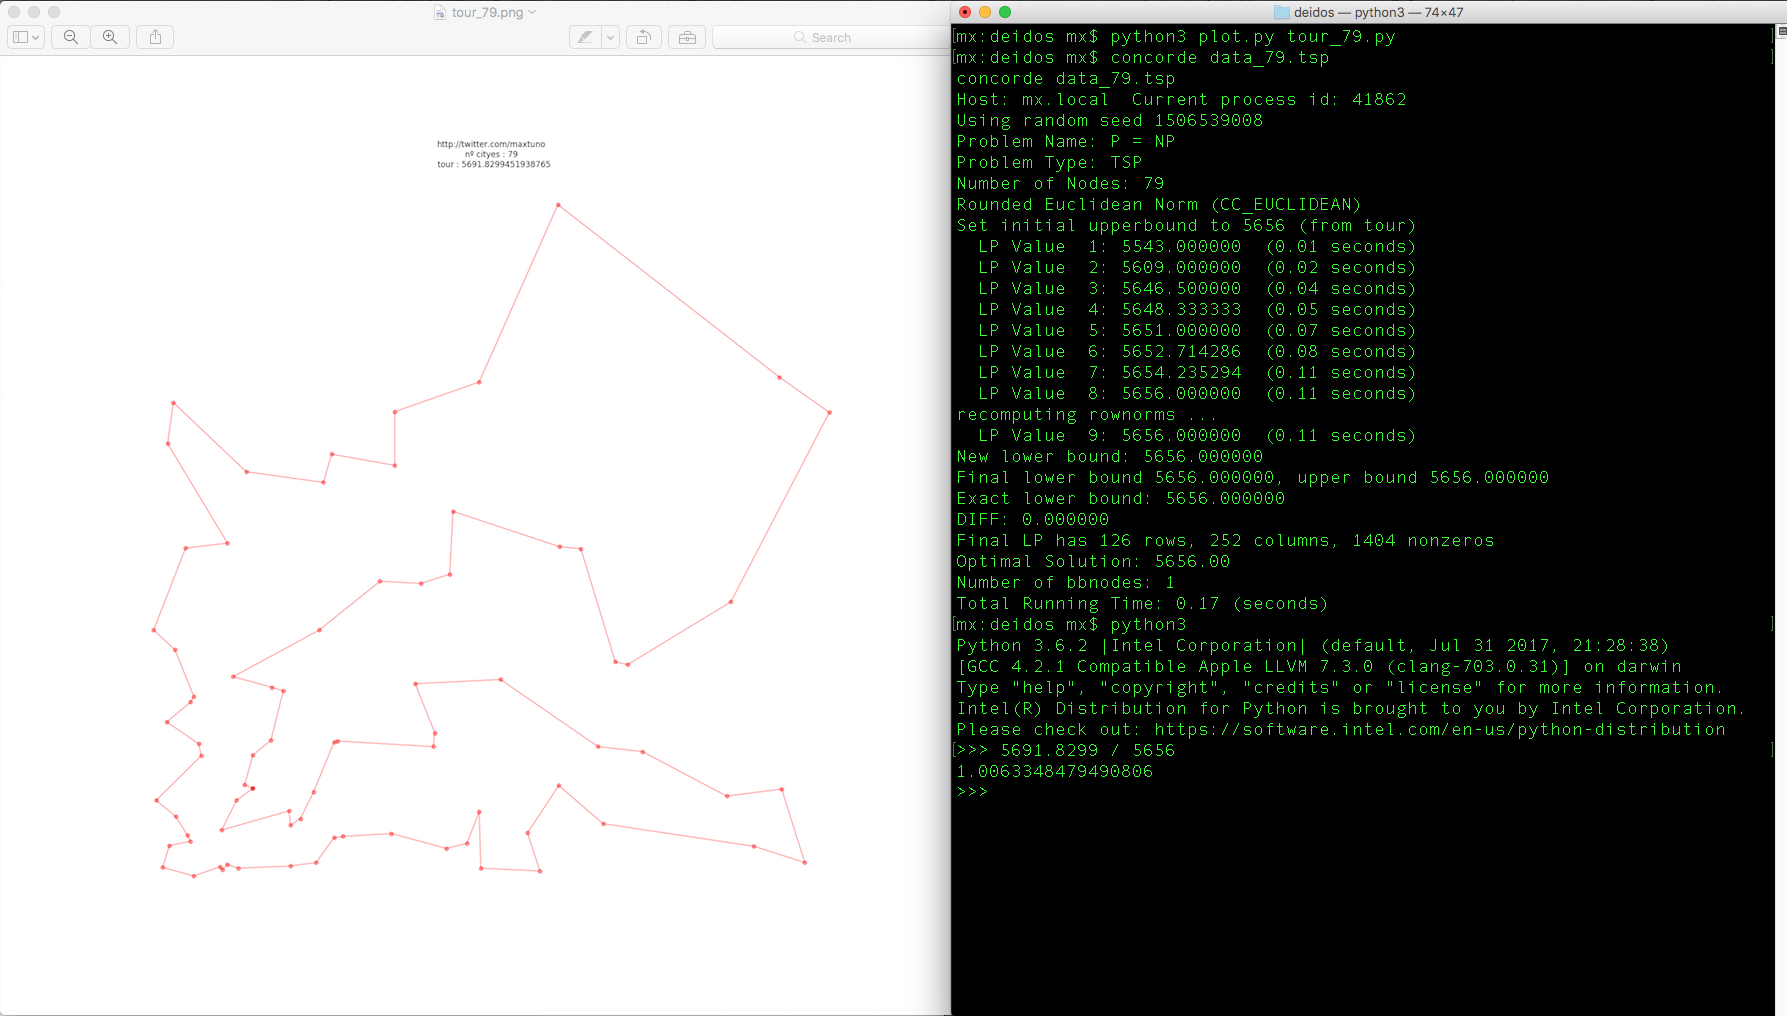 tour_79.png
Search
http://twitter.com/maxtuno
nº cityes : 79
tour : 5691.8299451938765
deidos — python3 — 74×47
[mx:deidos mx$ python3 plot.py tour_79.py ]
[mx:deidos mx$ concorde data_79.tsp ]
concorde data_79.tsp
Host: mx.local  Current process id: 41862
Using random seed 1506539008
Problem Name: P = NP
Problem Type: TSP
Number of Nodes: 79
Rounded Euclidean Norm (CC_EUCLIDEAN)
Set initial upperbound to 5656 (from tour)
  LP Value  1: 5543.000000  (0.01 seconds)
  LP Value  2: 5609.000000  (0.02 seconds)
  LP Value  3: 5646.500000  (0.04 seconds)
  LP Value  4: 5648.333333  (0.05 seconds)
  LP Value  5: 5651.000000  (0.07 seconds)
  LP Value  6: 5652.714286  (0.08 seconds)
  LP Value  7: 5654.235294  (0.11 seconds)
  LP Value  8: 5656.000000  (0.11 seconds)
recomputing rownorms ...
  LP Value  9: 5656.000000  (0.11 seconds)
New lower bound: 5656.000000
Final lower bound 5656.000000, upper bound 5656.000000
Exact lower bound: 5656.000000
DIFF: 0.000000
Final LP has 126 rows, 252 columns, 1404 nonzeros
Optimal Solution: 5656.00
Number of bbnodes: 1
Total Running Time: 0.17 (seconds)
[mx:deidos mx$ python3 ]
Python 3.6.2 |Intel Corporation| (default, Jul 31 2017, 21:28:38)
[GCC 4.2.1 Compatible Apple LLVM 7.3.0 (clang-703.0.31)] on darwin
Type "help", "copyright", "credits" or "license" for more information.
Intel(R) Distribution for Python is brought to you by Intel Corporation.
Please check out: https://software.intel.com/en-us/python-distribution
[>>> 5691.8299 / 5656 ]
1.0063348479490806
>>>